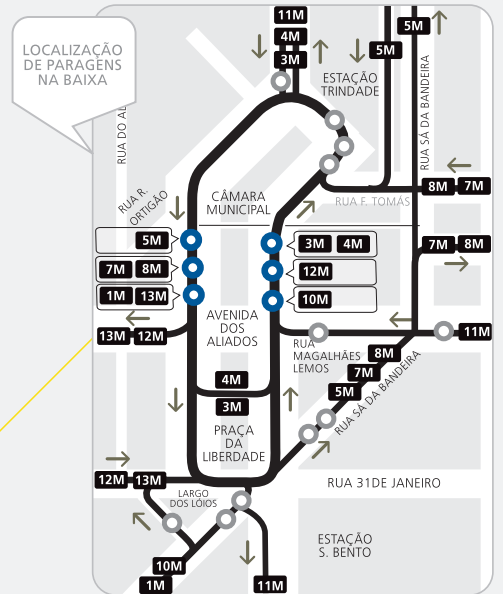 LOCALIZAÇÃO
DE PARAGENS
NA BAIXA
11M
4M
3M
5M
5M
ESTAÇÃO
TRINDADE
RUA SÁ DA BANDEIRA
RUA DO AL
RUA R.
ORTIGÃO
CÂMARA
MUNICIPAL
8M 7M
RUA F. TOMÁS
5M
7M 8M
1M 13M
3M 4M
12M
10M
7M 8M
13M 12M
AVENIDA
DOS
ALIADOS
RUA
MAGALHÃES
LEMOS
11M
8M
7M
5M
RUA SÁ DA BANDEIRA
4M
3M
PRAÇA
DA
LIBERDADE
12M 13M
LARGO
DOS LÓIOS
RUA 31DE JANEIRO
ESTAÇÃO
S. BENTO
10M
1M
11M